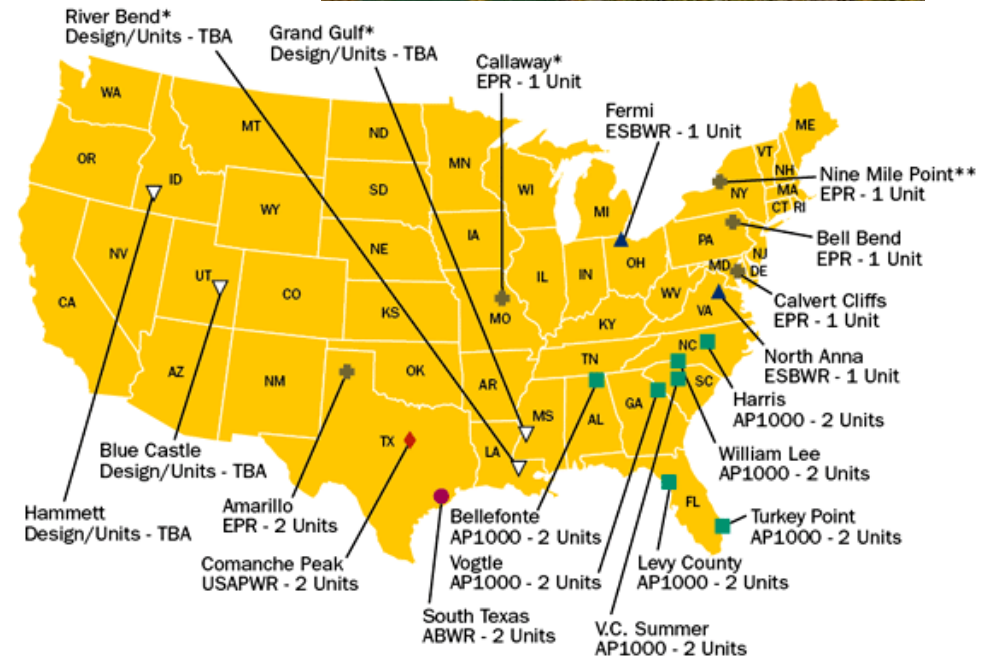 River Bend*
Design/Units - TBA
Grand Gulf*
Design/Units - TBA
Callaway*
EPR - 1 Unit
Fermi
ESBWR - 1 Unit
Nine Mile Point**
EPR - 1 Unit
Bell Bend
EPR - 1 Unit
Calvert Cliffs
EPR - 1 Unit
North Anna
ESBWR - 1 Unit
Harris
AP1000 - 2 Units
William Lee
AP1000 - 2 Units
Turkey Point
AP1000 - 2 Units
Levy County
AP1000 - 2 Units
V.C. Summer
AP1000 - 2 Units
Bellefonte
AP1000 - 2 Units
Vogtle
AP1000 - 2 Units
South Texas
ABWR - 2 Units
Comanche Peak
USAPWR - 2 Units
Amarillo
EPR - 2 Units
Blue Castle
Design/Units - TBA
Hammett
Design/Units - TBA
WA
OR
ID
MT
ND
SD
MN
WI
MI
WY
NE
IA
NV
UT
CO
KS
MO
IL
IN
OH
PA
NY
VT
NH
ME
MA
CT
RI
NJ
DE
MD
WV
VA
KY
CA
AZ
NM
OK
AR
TN
NC
SC
GA
AL
MS
LA
TX
FL